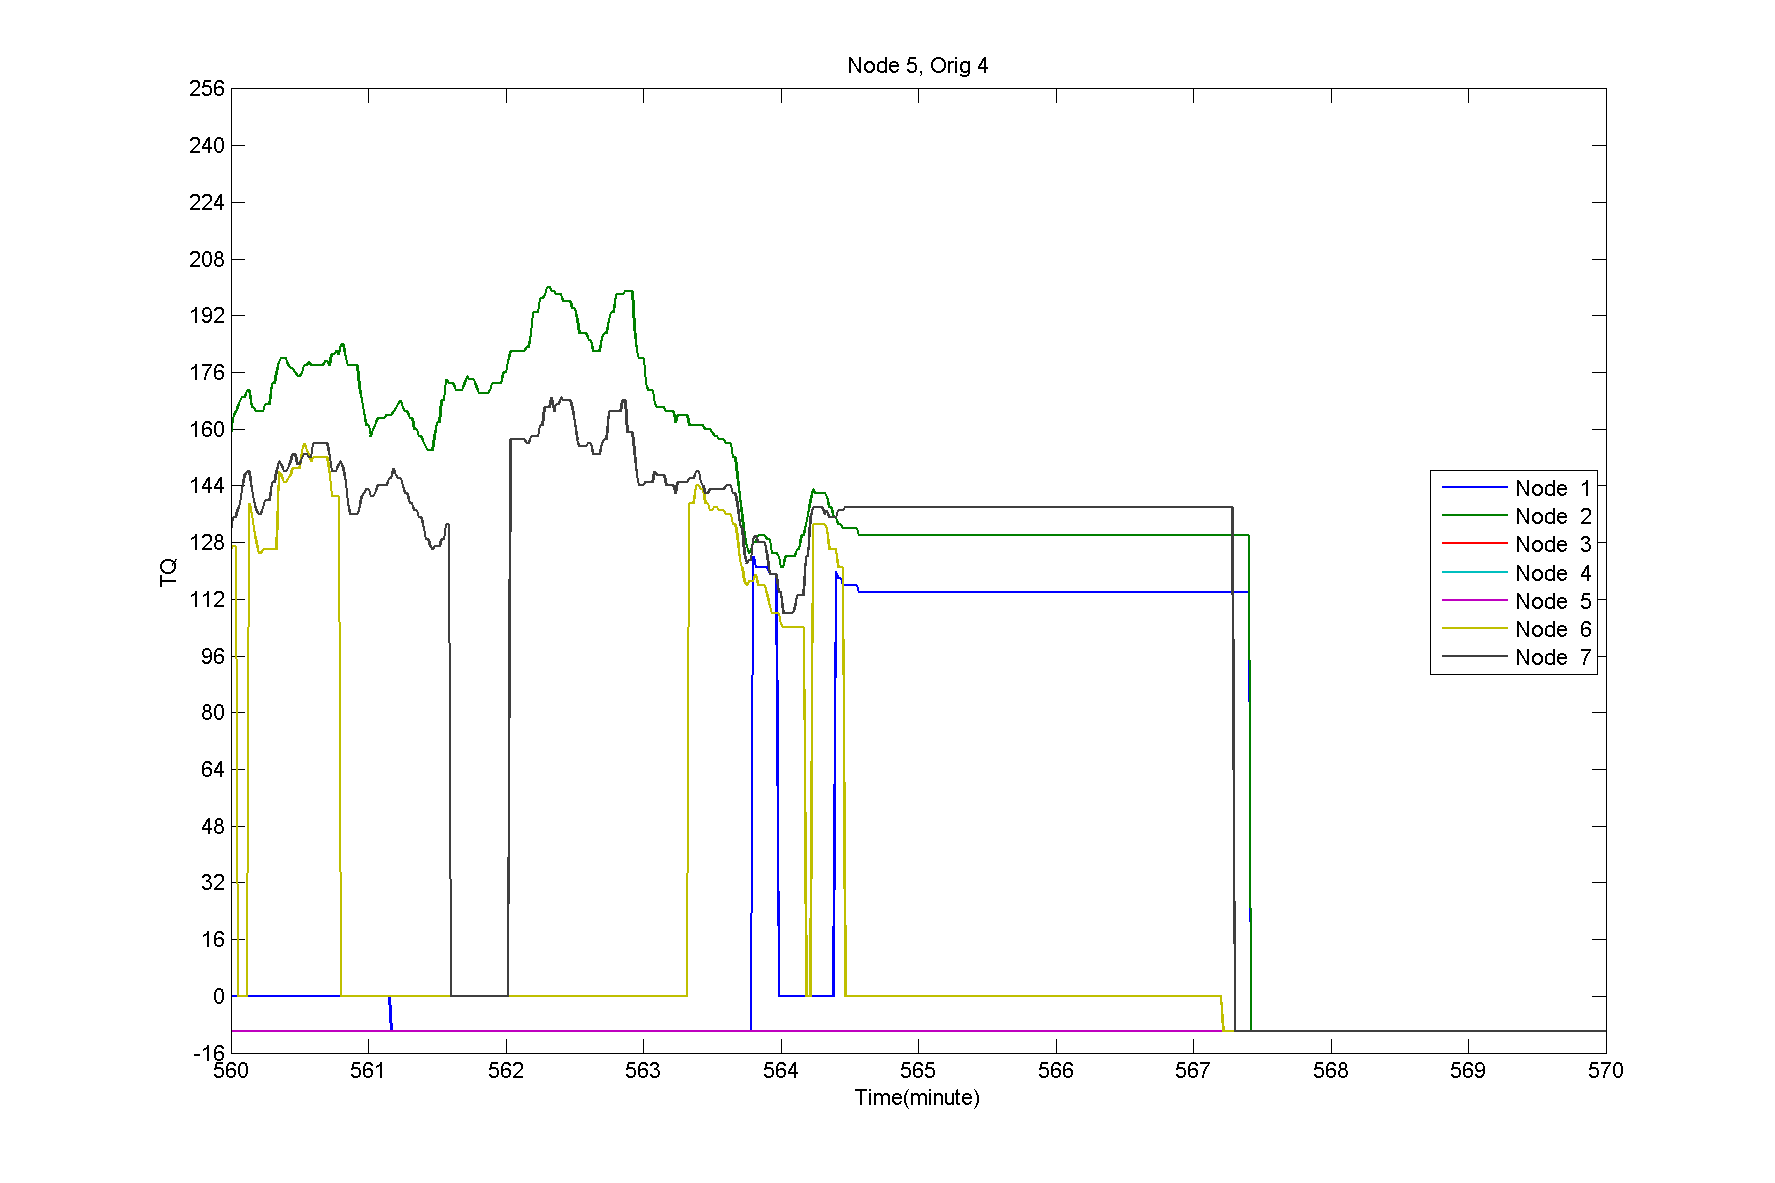 Node 5, Orig 4
256
240
224
208
192
176
160
144
128
112
96
80
64
48
32
16
0
-16
TQ
560 561 562 563 564 565 566 567 568 569 570
Time(minute)
Node 1
Node 2
Node 3
Node 4
Node 5
Node 6
Node 7